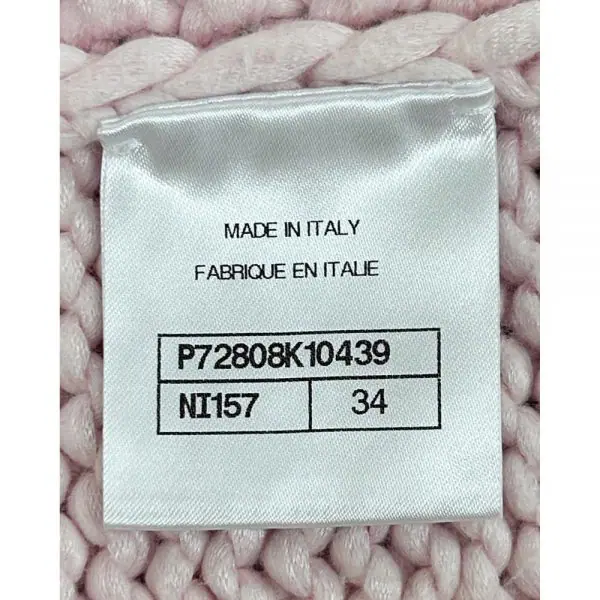 MADE IN ITALY
FABRIQUE EN ITALIE
P72808K10439
NI157 34